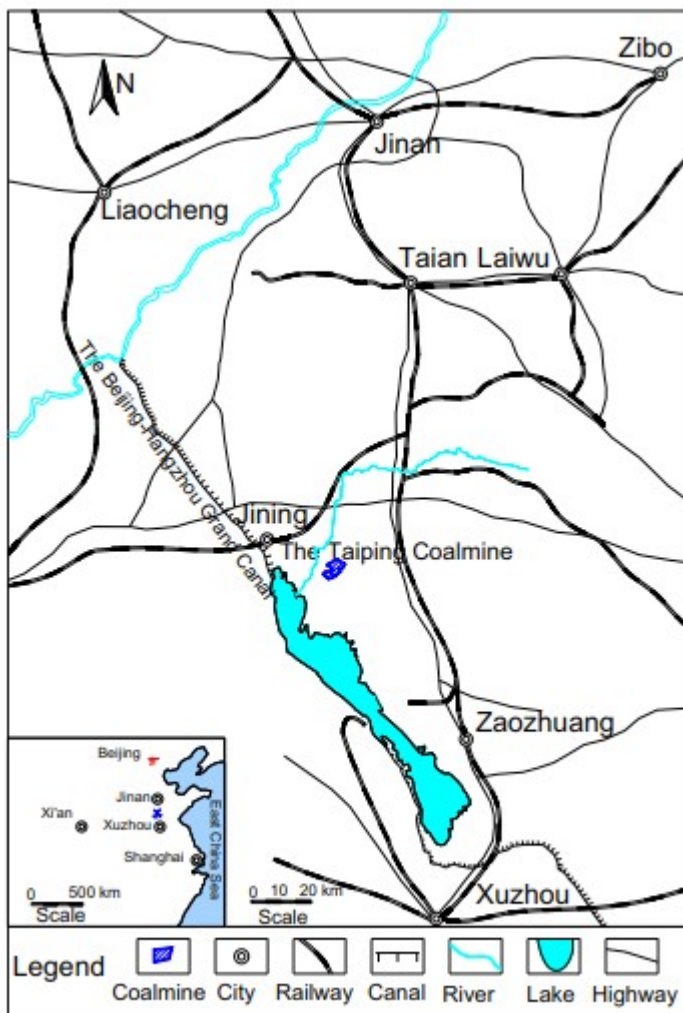 N
Zibo
Jinan
Liaocheng
Taian Laiwu
The Beijing-Hangzhou Grang Canal
Jining
The Taiping Coalmine
Zaozhuang
Xuzhou
Beijing
Jinan
Xi'an
Xuzhou
Shanghai
East China Sea
0 500 km
Scale
0 10 20 km
Scale
Legend
Coalmine City Railway Canal River Lake Highway